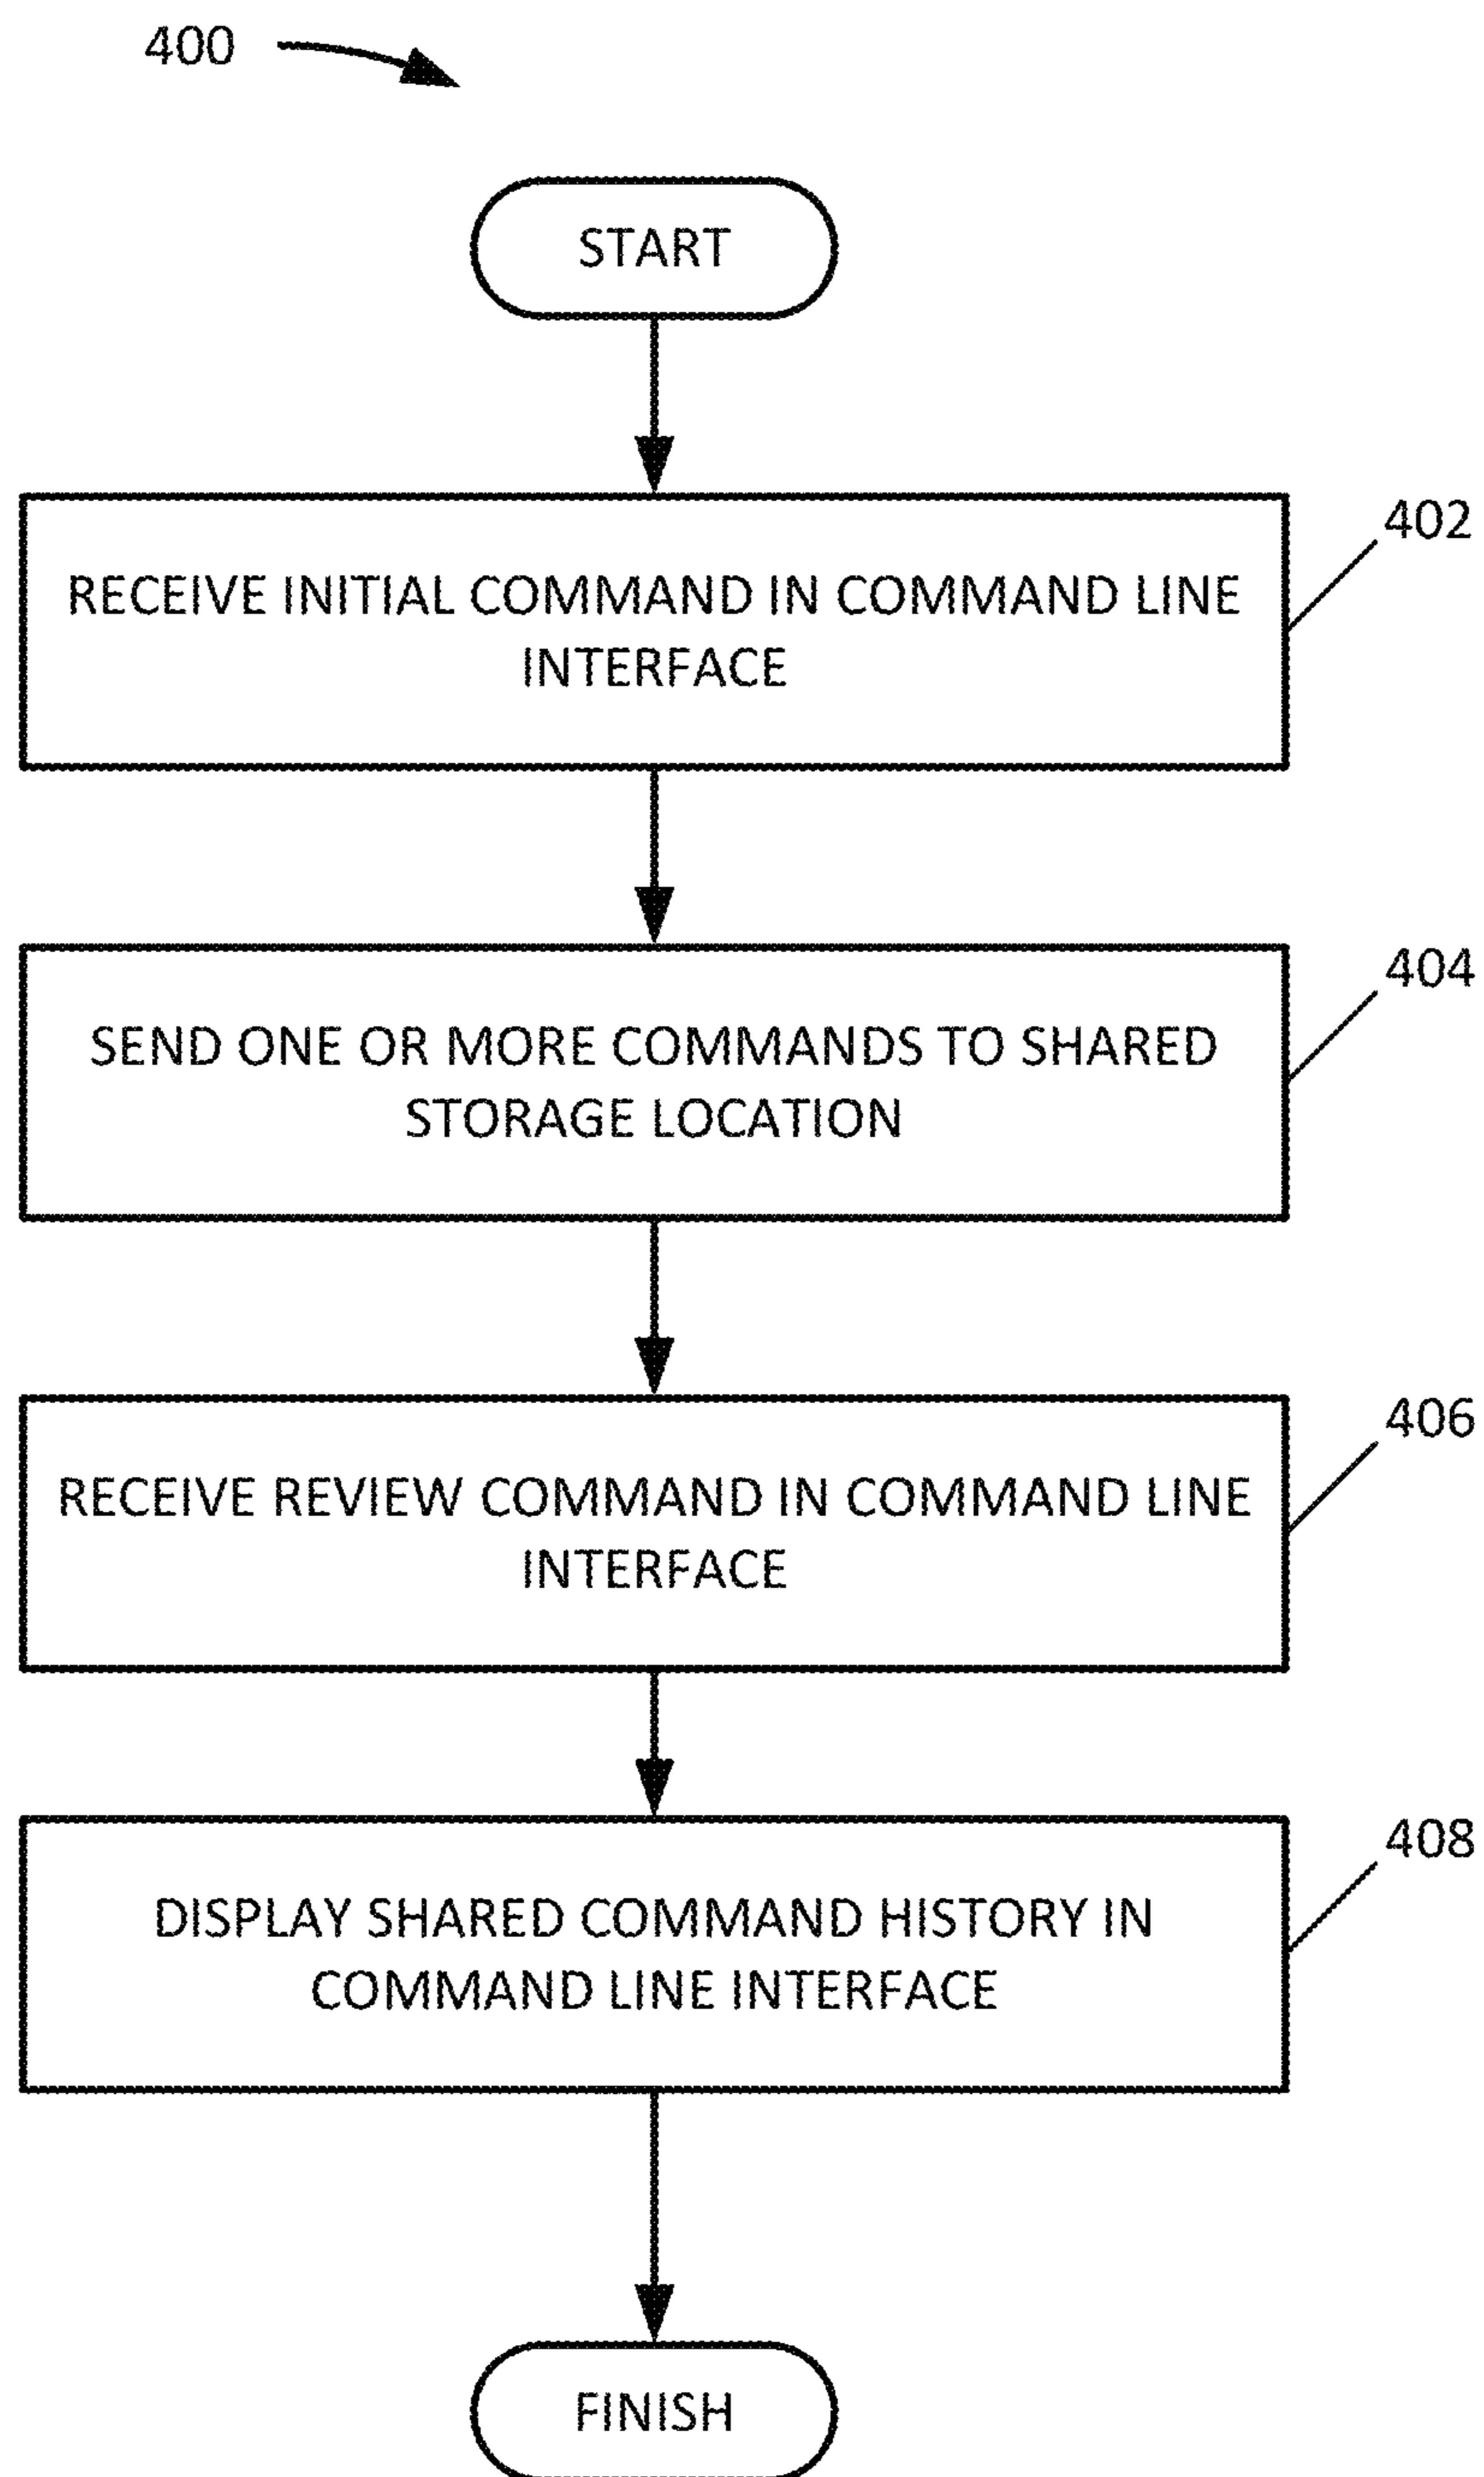 400
START
RECEIVE INITIAL COMMAND IN COMMAND LINE
INTERFACE
402
SEND ONE OR MORE COMMANDS TO SHARED
STORAGE LOCATION
404
RECEIVE REVIEW COMMAND IN COMMAND LINE
INTERFACE
406
DISPLAY SHARED COMMAND HISTORY IN
COMMAND LINE INTERFACE
408
FINISH